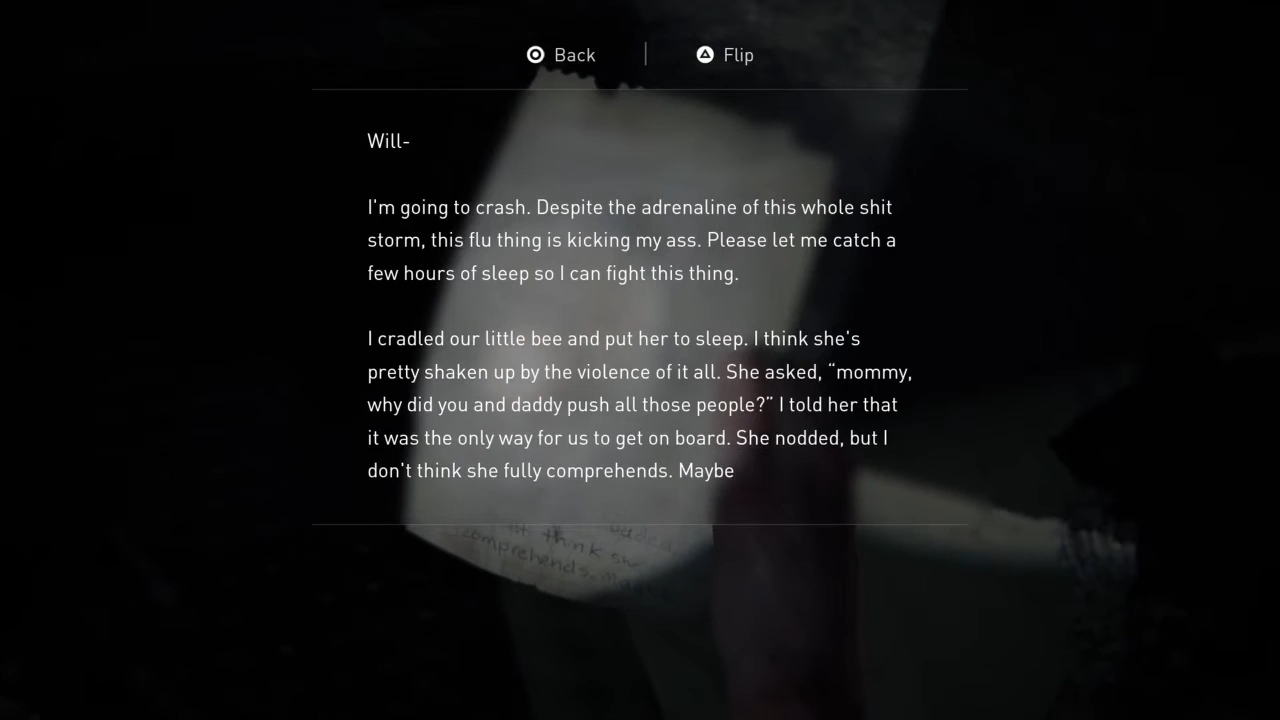 Back
Flip
Will-
I'm going to crash. Despite the adrenaline of this whole shit
storm, this flu thing is kicking my ass. Please let me catch a
few hours of sleep so I can fight this thing.
I cradled our little bee and put her to sleep. I think she's
pretty shaken up by the violence of it all. She asked, “mommy,
why did you and daddy push all those people?” I told her that
it was the only way for us to get on board. She nodded, but I
don't think she fully comprehends. Maybe
nodded
think she
comprehends.